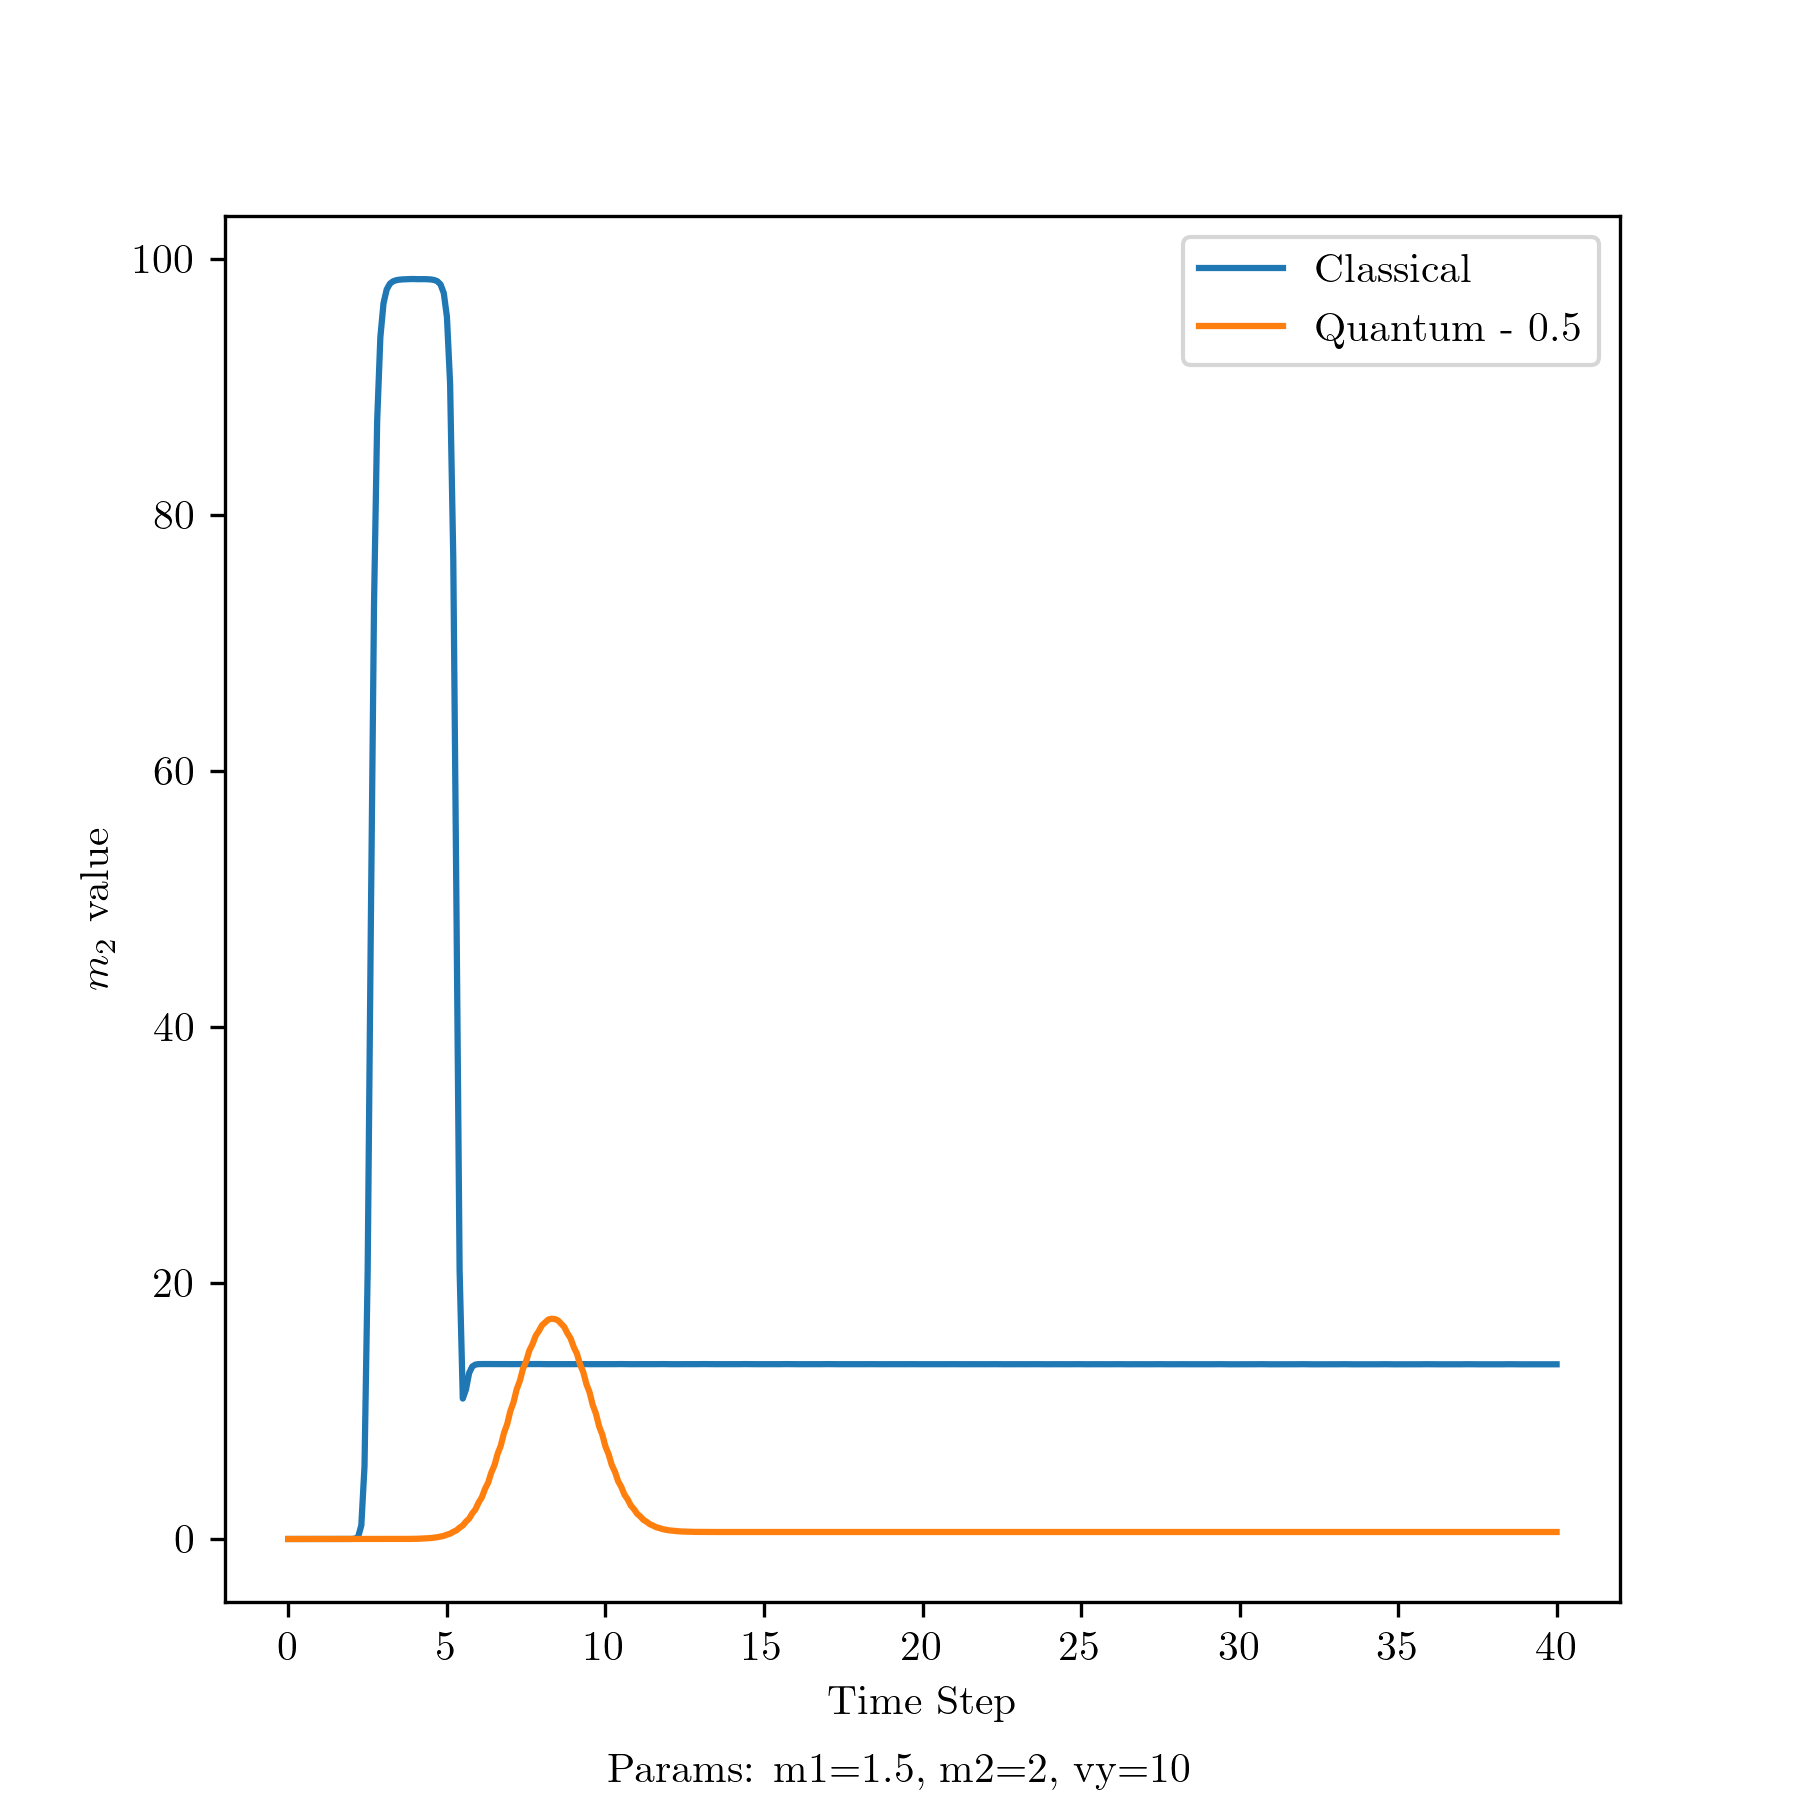 Classical
Quantum - 0.5
100
80
60
40
20
0
m₂ value
0 5 10 15 20 25 30 35 40
Time Step
Params: m1=1.5, m2=2, vy=10